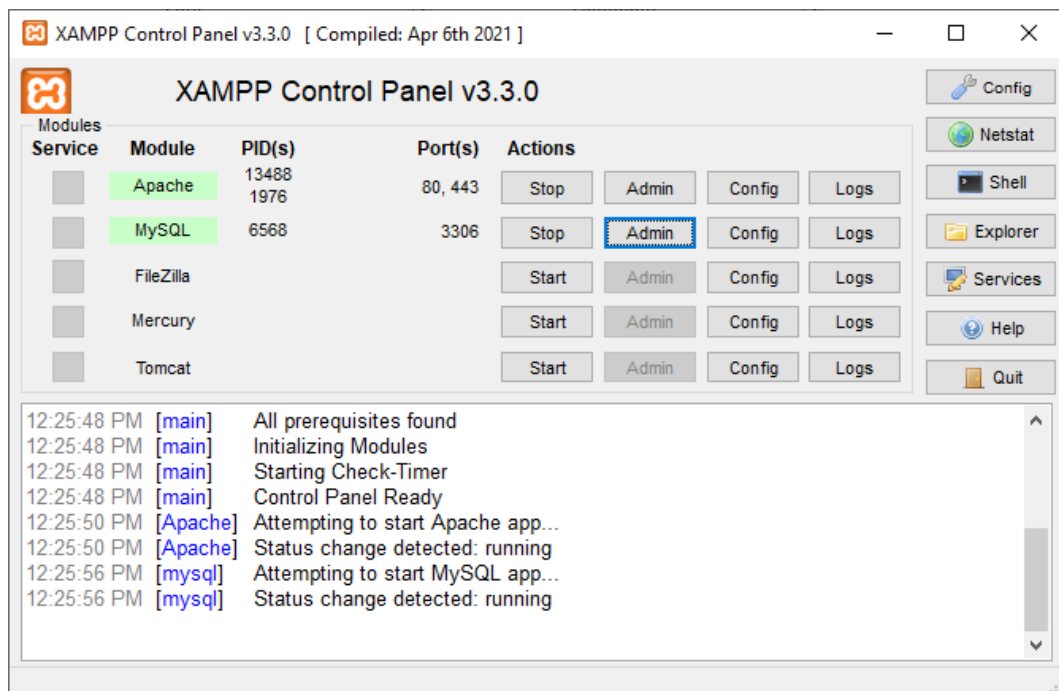 XAMPP Control Panel v3.3.0 [ Compiled: Apr 6th 2021 ]
XAMPP Control Panel v3.3.0
Config
Modules
Netstat
Service Module PID(s) Port(s) Actions
Apache 13488 1976 80, 443 Stop Admin Config Logs
Shell
MySQL 6568 3306 Stop Admin Config Logs
Explorer
FileZilla Start Admin Config Logs
Services
Mercury Start Admin Config Logs
Help
Tomcat Start Admin Config Logs
Quit
12:25:48 PM [main] All prerequisites found
12:25:48 PM [main] Initializing Modules
12:25:48 PM [main] Starting Check-Timer
12:25:48 PM [main] Control Panel Ready
12:25:50 PM [Apache] Attempting to start Apache app...
12:25:50 PM [Apache] Status change detected: running
12:25:56 PM [mysql] Attempting to start MySQL app...
12:25:56 PM [mysql] Status change detected: running